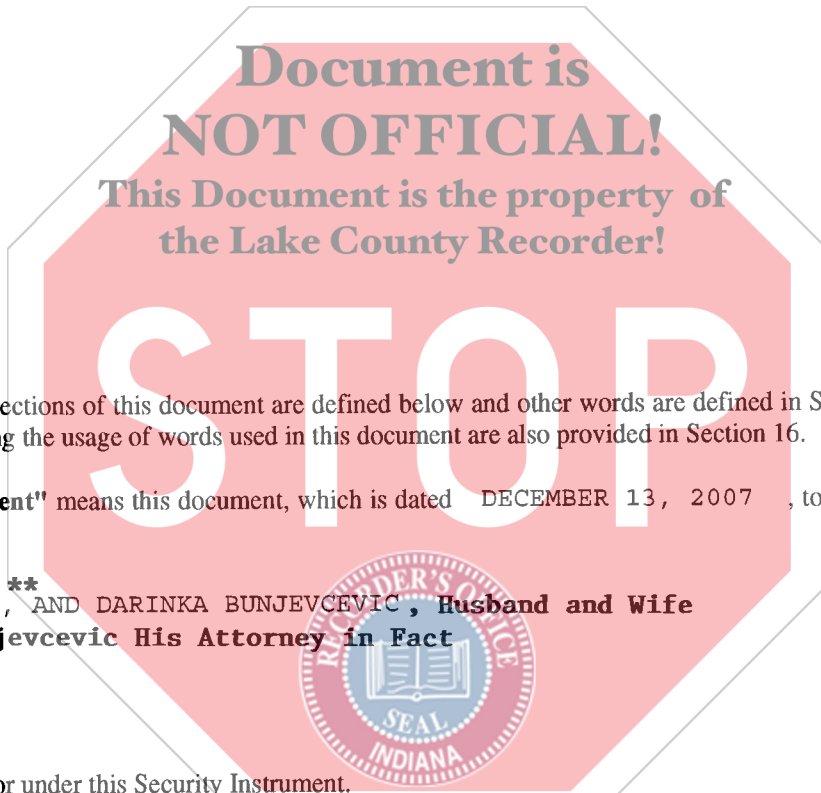 Document is
NOT OFFICIAL!
This Document is the property of
the Lake County Recorder!
STOP
ections of this document are defined below and other words are defined in S
g the usage of words used in this document are also provided in Section 16.
ent" means this document, which is dated DECEMBER 13, 2007 , to
**
, AND DARINKA BUNJEVCEVIC, Husband and Wife
jevcevic His Attorney in Fact
RECORDER'S OFFICE
SEAL
INDIANA
or under this Security Instrument.